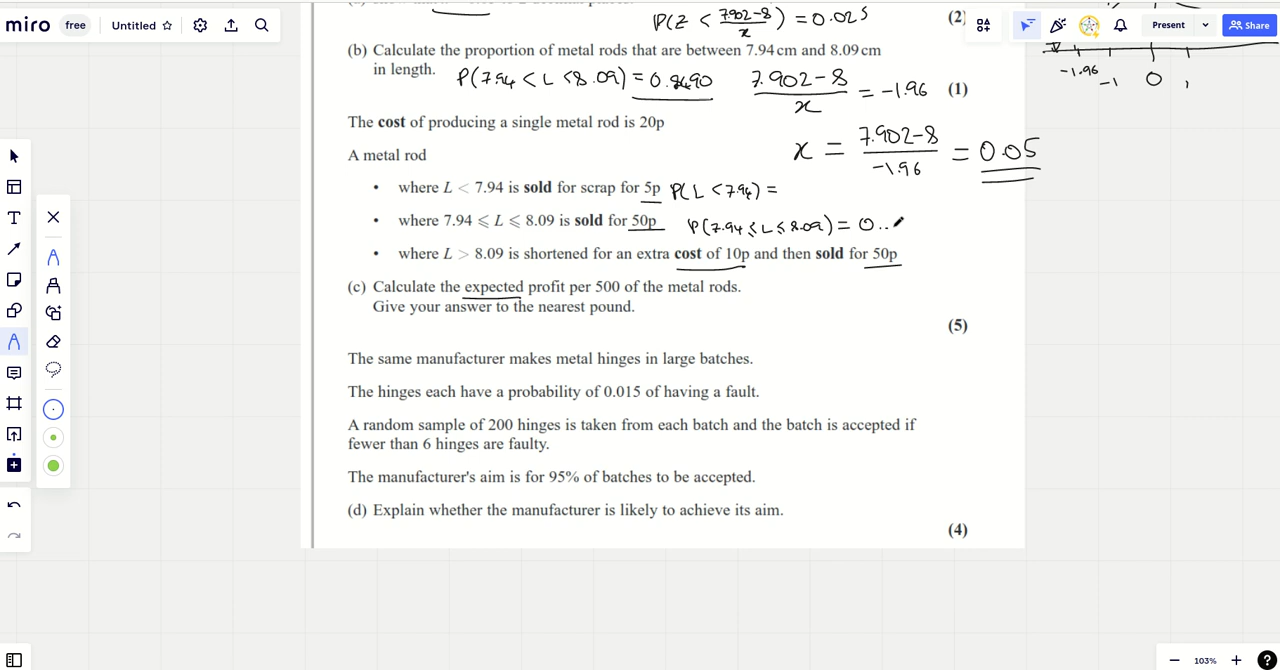 miro free Untitled Present Share
P(Z < 7.902-8/x) = 0.025 (2)
(b) Calculate the proportion of metal rods that are between 7.94 cm and 8.09 cm
in length. P(7.94 < L < 8.09) = 0.8490 7.902-8/x = -1.96 (1)
-1.96 -1 0 1
The cost of producing a single metal rod is 20p
x = 7.902-8/-1.96 = 0.05
A metal rod
• where L < 7.94 is sold for scrap for 5p P(L < 7.94) =
• where 7.94 ⩽ L ⩽ 8.09 is sold for 50p P(7.94 ≤ L ≤ 8.09) = 0..
• where L > 8.09 is shortened for an extra cost of 10p and then sold for 50p
(c) Calculate the expected profit per 500 of the metal rods.
Give your answer to the nearest pound.
(5)
The same manufacturer makes metal hinges in large batches.
The hinges each have a probability of 0.015 of having a fault.
A random sample of 200 hinges is taken from each batch and the batch is accepted if
fewer than 6 hinges are faulty.
The manufacturer's aim is for 95% of batches to be accepted.
(d) Explain whether the manufacturer is likely to achieve its aim.
(4)
103%